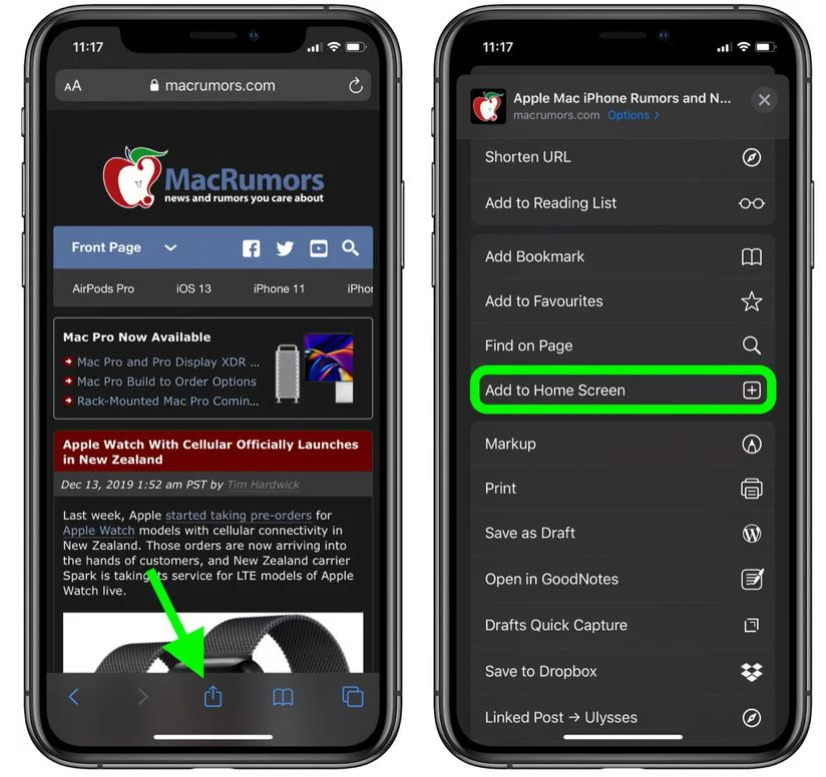 11:17
AA macrumors.com
MacRumors
news and rumors you care about
Front Page
AirPods Pro iOS 13 iPhone 11 iPhor
Mac Pro Now Available
Mac Pro and Pro Display XDR ...
Mac Pro Build to Order Options
Rack-Mounted Mac Pro Comin...
Apple Watch With Cellular Officially Launches
in New Zealand
Dec 13, 2019 1:52 am PST by Tim Hardwick
Last week, Apple started taking pre-orders for
Apple Watch models with cellular connectivity in
New Zealand. Those orders are now arriving into
the hands of customers, and New Zealand carrier
Spark is taking its service for LTE models of Apple
Watch live.
11:17
Apple Mac iPhone Rumors and N...
macrumors.com Options >
Shorten URL
Add to Reading List
Add Bookmark
Add to Favourites
Find on Page
Add to Home Screen
Markup
Print
Save as Draft
Open in GoodNotes
Drafts Quick Capture
Save to Dropbox
Linked Post → Ulysses